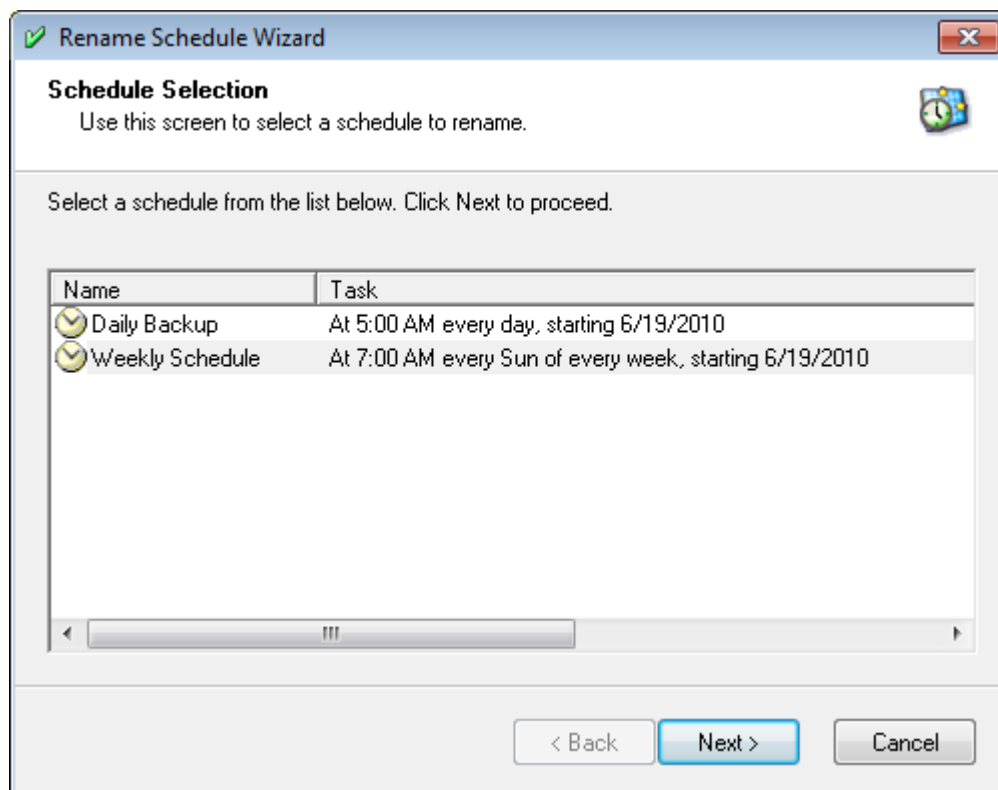 Rename Schedule Wizard
Schedule Selection
Use this screen to select a schedule to rename.
Select a schedule from the list below. Click Next to proceed.
Name Task
Daily Backup At 5:00 AM every day, starting 6/19/2010
Weekly Schedule At 7:00 AM every Sun of every week, starting 6/19/2010
< Back Next > Cancel